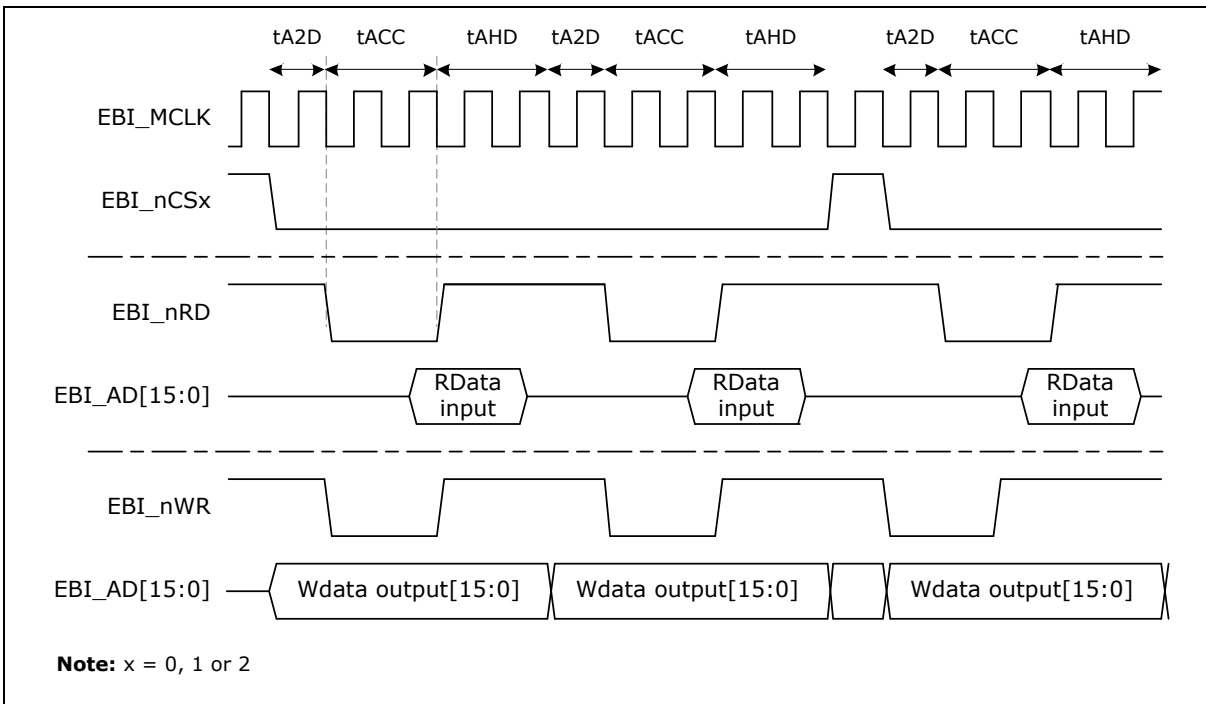 tA2D tACC tAHD tA2D tACC tAHD tA2D tACC tAHD
EBI_MCLK
EBI_nCSx
EBI_nRD
EBI_AD[15:0]
RData
input
RData
input
RData
input
EBI_nWR
EBI_AD[15:0] Wdata output[15:0] Wdata output[15:0] Wdata output[15:0]
Note: x = 0, 1 or 2